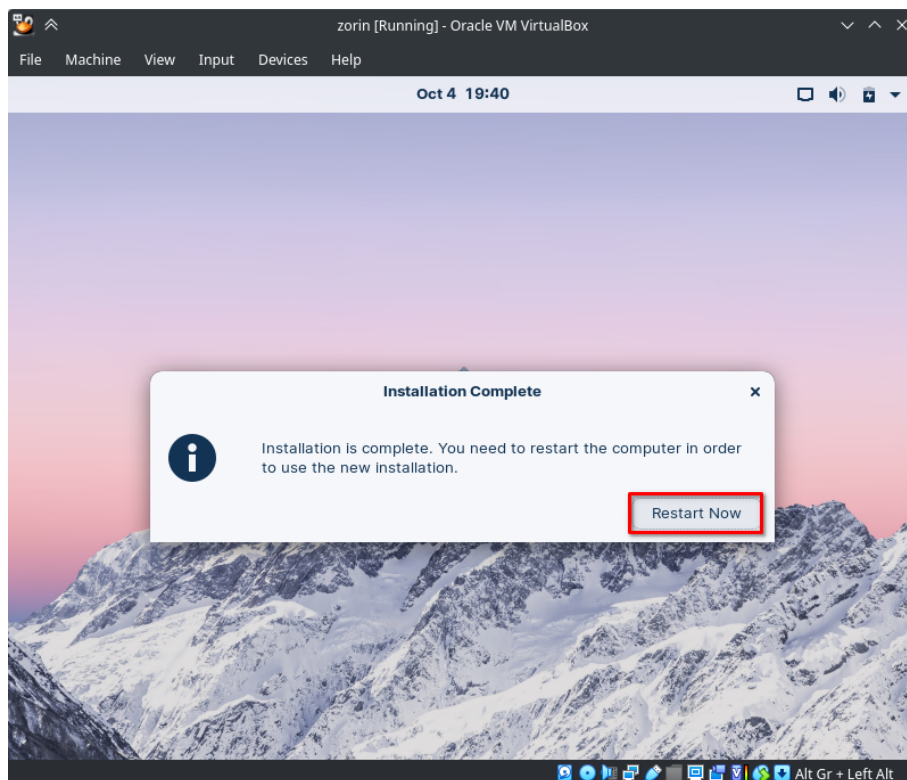 zorin [Running] - Oracle VM VirtualBox
File Machine View Input Devices Help
Oct 4 19:40
Installation Complete
Installation is complete. You need to restart the computer in order
to use the new installation.
Restart Now
Alt Gr + Left Alt